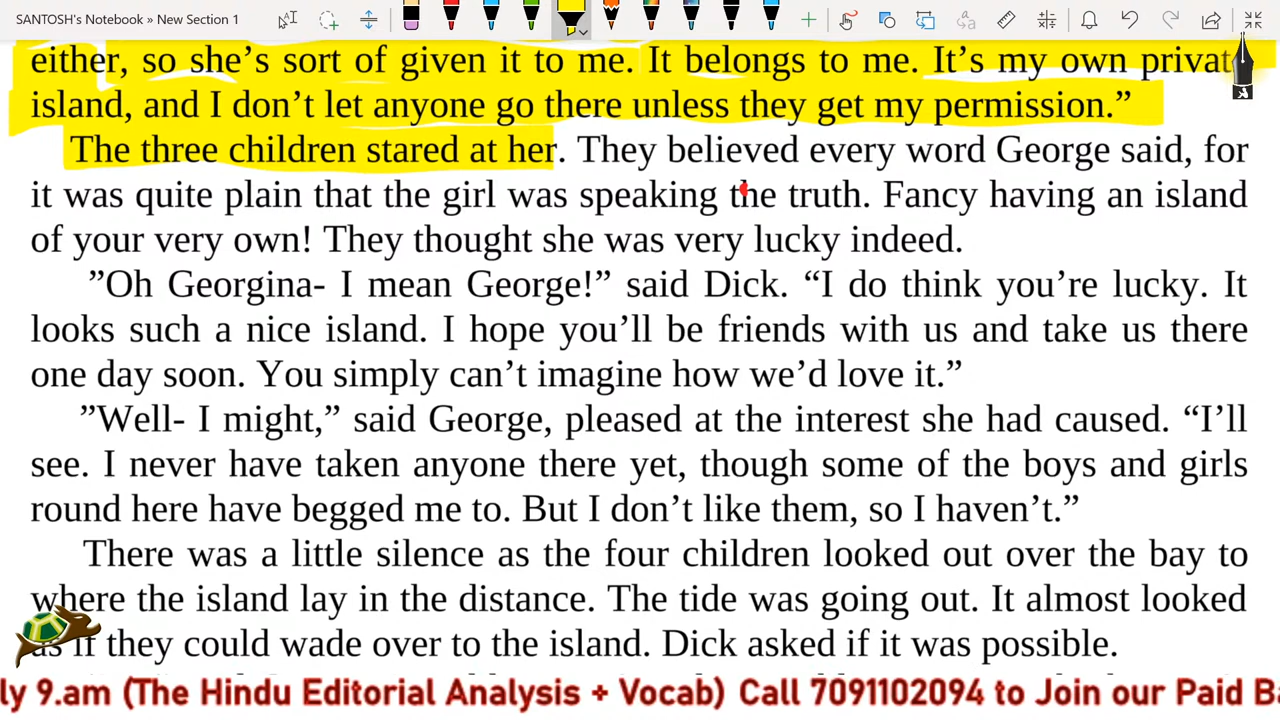 SANTOSH's Notebook » New Section 1
either, so she’s sort of given it to me. It belongs to me. It’s my own privat
island, and I don’t let anyone go there unless they get my permission.”
The three children stared at her. They believed every word George said, for
it was quite plain that the girl was speaking the truth. Fancy having an island
of your very own! They thought she was very lucky indeed.
”Oh Georgina- I mean George!” said Dick. “I do think you’re lucky. It
looks such a nice island. I hope you’ll be friends with us and take us there
one day soon. You simply can’t imagine how we’d love it.”
”Well- I might,” said George, pleased at the interest she had caused. “I’ll
see. I never have taken anyone there yet, though some of the boys and girls
round here have begged me to. But I don’t like them, so I haven’t.”
There was a little silence as the four children looked out over the bay to
where the island lay in the distance. The tide was going out. It almost looked
as if they could wade over to the island. Dick asked if it was possible.
ly 9.am (The Hindu Editorial Analysis + Vocab) Call 7091102094 to Join our Paid Ba